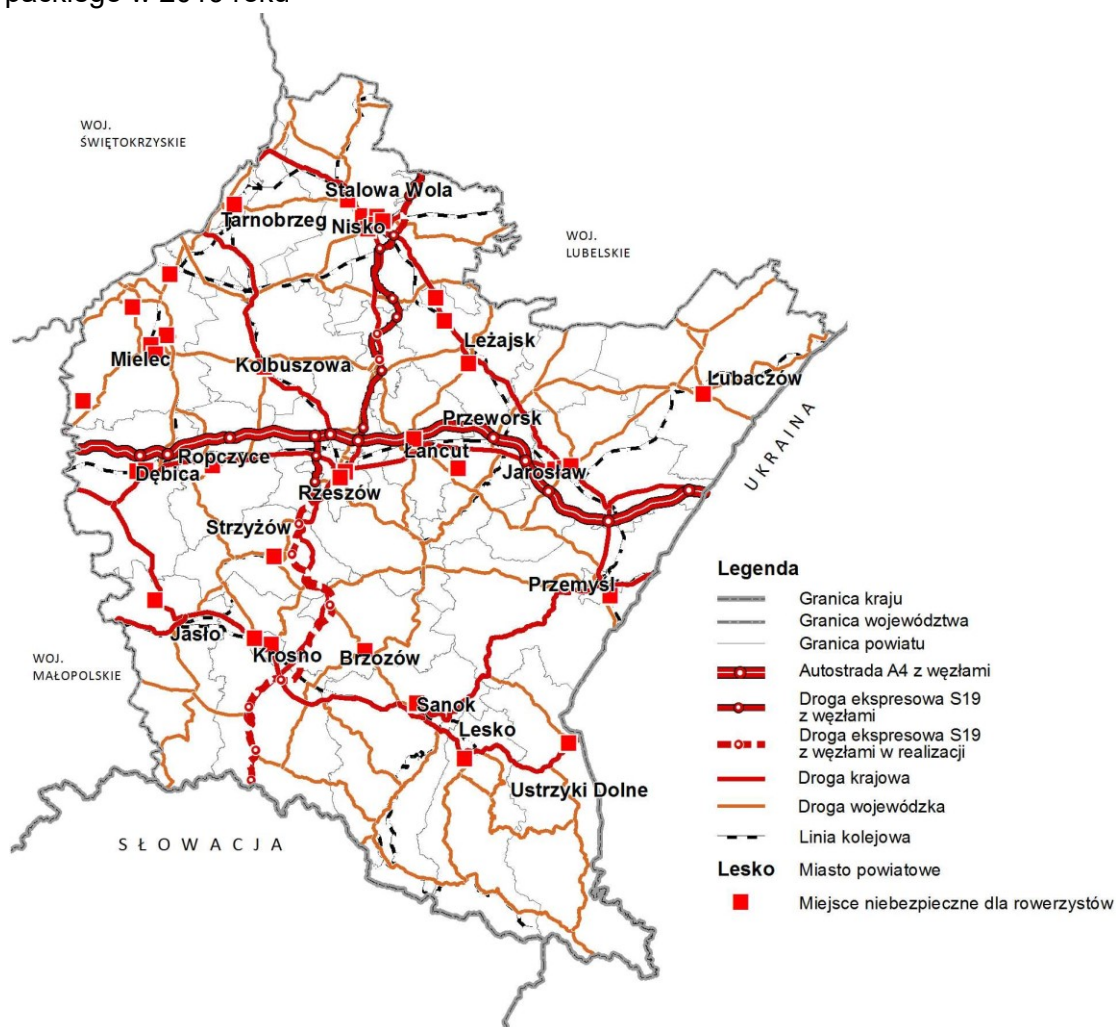 WOJ.
ŚWIĘTOKRZYSKIE
Stalowa Wola
Tarnobrzeg
Nisko
WOJ.
LUBELSKIE
Leżajsk
Mielec
Kolbuszowa
Lubaczów
Przeworsk
UKRAINA
Ropczyce
Łańcut
Dębica
Jarosław
Rzeszów
Strzyżów
Przemyśl
Jasło
WOJ.
MAŁOPOLSKIE
Krosno
Brzozów
Sanok
Lesko
Ustrzyki Dolne
SŁOWACJA
Legenda
Granica kraju
Granica województwa
Granica powiatu
Autostrada A4 z węzłami
Droga ekspresowa S19
z węzłami
Droga ekspresowa S19
z węzłami w realizacji
Droga krajowa
Droga wojewódzka
Linia kolejowa
Lesko Miasto powiatowe
Miejsce niebezpieczne dla rowerzystów